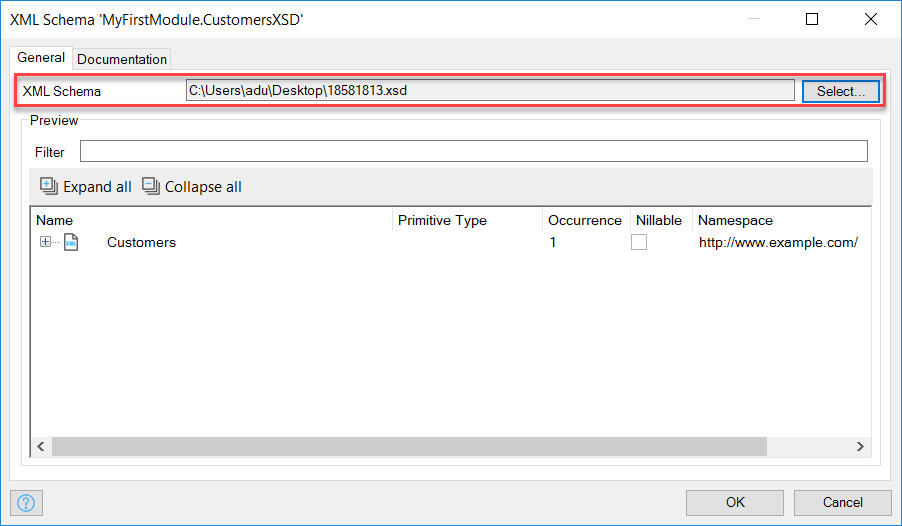 XML Schema 'MyFirstModule.CustomersXSD'
General Documentation
XML Schema C:\Users\adu\Desktop\18581813.xsd Select...
Preview
Filter
Expand all Collapse all
Name Primitive Type Occurrence Nillable Namespace
Customers 1 http://www.example.com/
OK Cancel